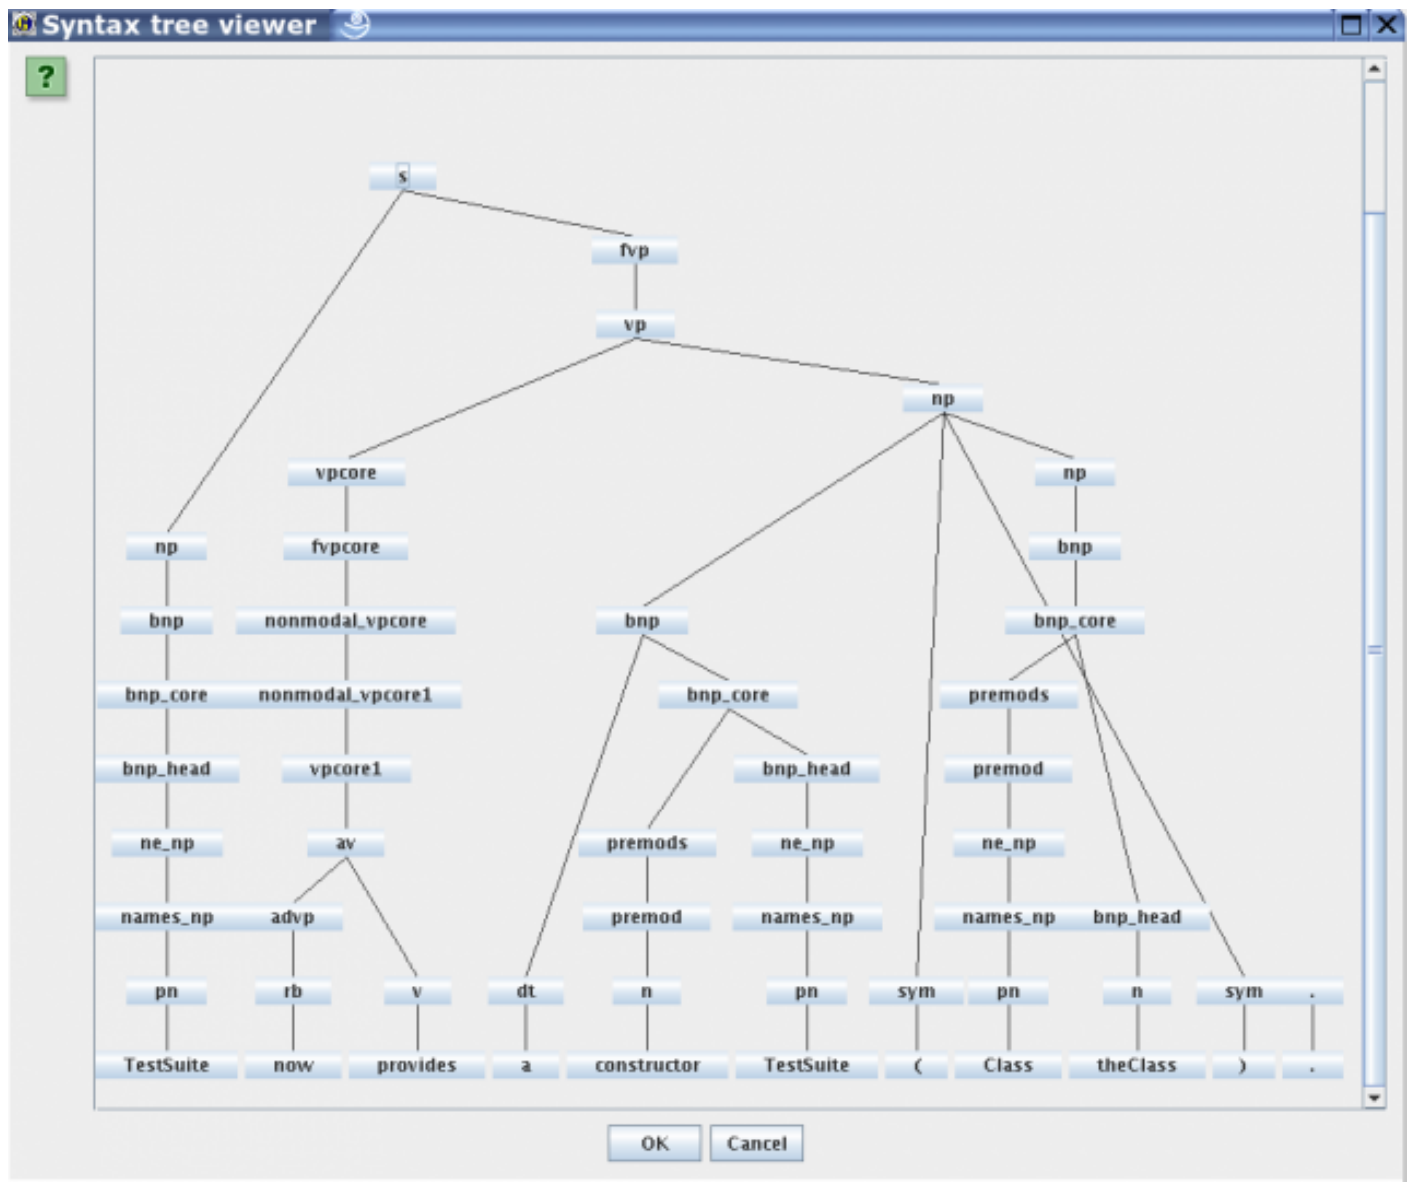 Syntax tree viewer
?
s
fvp
vp
np
vpcore np
np fvpcore bnp
bnp nonmodal_vpcore bnp bnp_core
bnp_core nonmodal_vpcore1 bnp_core premods
bnp_head vpcore1 bnp_head premod
ne_np av premods ne_np ne_np
names_np advp premod names_np names_np bnp_head
pn rb v dt n pn sym pn n sym .
TestSuite now provides a constructor TestSuite ( Class theClass ) .
OK Cancel